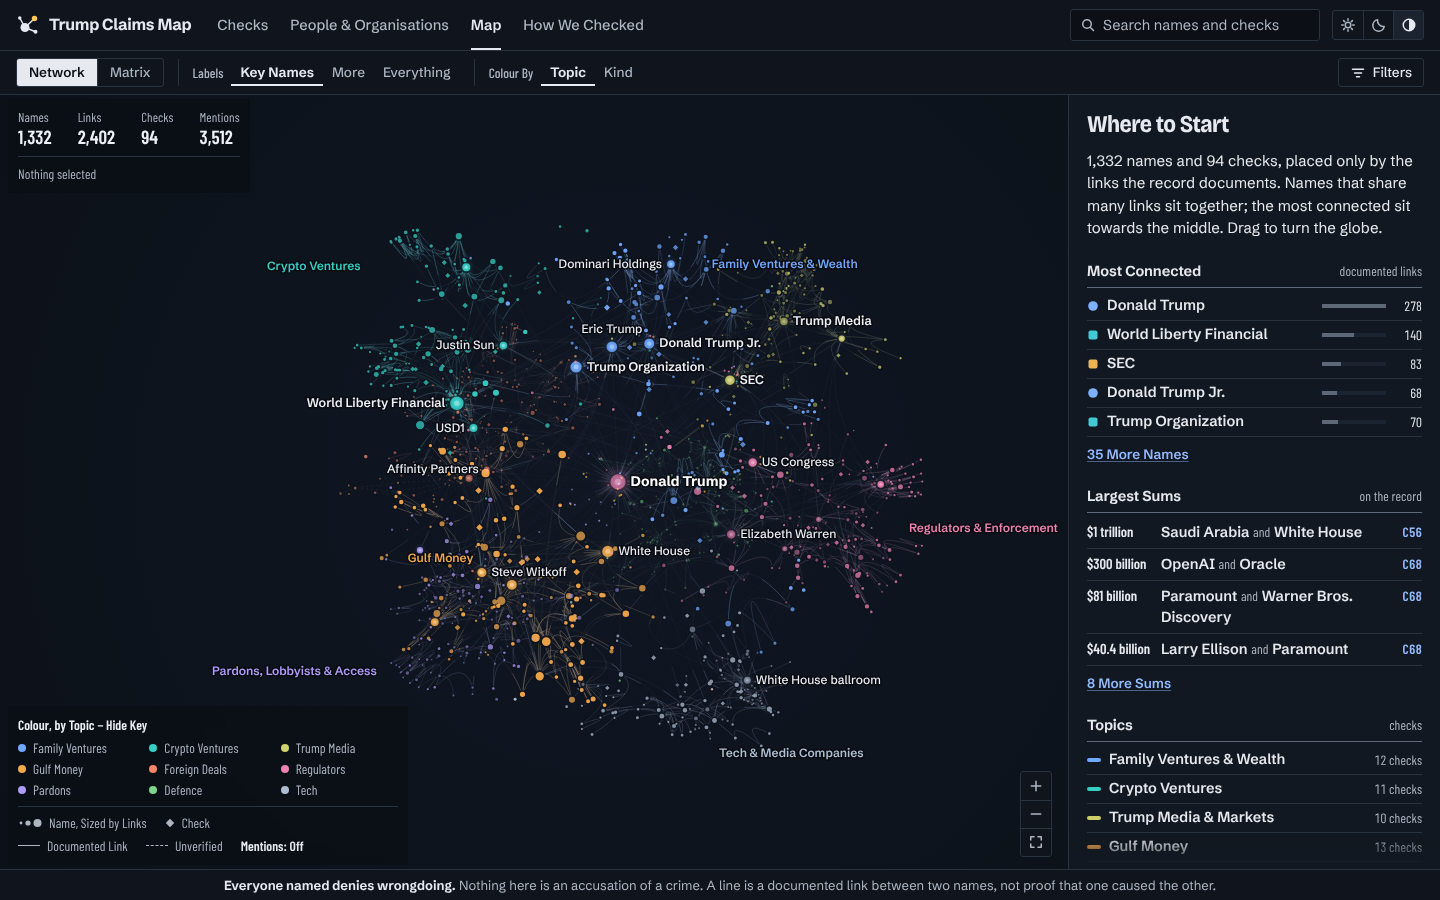 Trump Claims Map
Checks
People & Organisations
Map
How We Checked
Search names and checks
Network
Matrix
Labels
Key Names
More
Everything
Colour By
Topic
Kind
Filters
Names
Links
Checks
Mentions
1,332
2,402
94
3,512
Nothing selected
Crypto Ventures
Dominari Holdings
Family Ventures & Wealth
Eric Trump
Trump Media
Justin Sun
Donald Trump Jr.
Trump Organization
SEC
World Liberty Financial
USD1
Affinity Partners
US Congress
Donald Trump
Regulators & Enforcement
Elizabeth Warren
White House
Gulf Money
Steve Witkoff
Pardons, Lobbyists & Access
White House ballroom
Tech & Media Companies
Colour, by Topic – Hide Key
Family Ventures
Crypto Ventures
Trump Media
Gulf Money
Foreign Deals
Regulators
Pardons
Defence
Tech
Name, Sized by Links
Check
Documented Link
Unverified
Mentions: Off
Where to Start
1,332 names and 94 checks, placed only by the
links the record documents. Names that share
many links sit together; the most connected sit
towards the middle. Drag to turn the globe.
Most Connected
documented links
Donald Trump 278
World Liberty Financial 140
SEC 83
Donald Trump Jr. 68
Trump Organization 70
35 More Names
Largest Sums
on the record
$1 trillion Saudi Arabia and White House C56
$300 billion OpenAI and Oracle C68
$81 billion Paramount and Warner Bros. C68
Discovery
$40.4 billion Larry Ellison and Paramount C68
8 More Sums
Topics
checks
Family Ventures & Wealth 12 checks
Crypto Ventures 11 checks
Trump Media & Markets 10 checks
Gulf Money 13 checks
Everyone named denies wrongdoing. Nothing here is an accusation of a crime. A line is a documented link between two names, not proof that one caused the other.